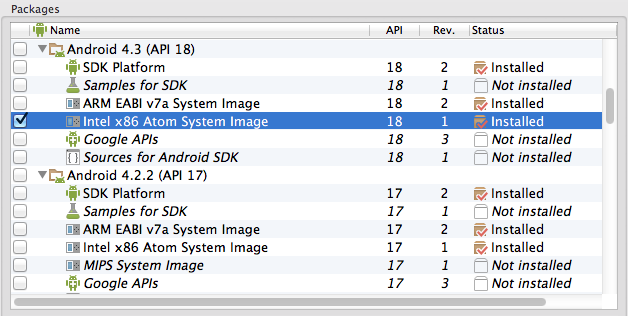 Packages
Name API Rev. Status
Android 4.3 (API 18)
SDK Platform 18 2 Installed
Samples for SDK 18 1 Not installed
ARM EABI v7a System Image 18 2 Installed
Intel x86 Atom System Image 18 1 Installed
Google APIs 18 3 Not installed
{} Sources for Android SDK 18 1 Not installed
Android 4.2.2 (API 17)
SDK Platform 17 2 Installed
Samples for SDK 17 1 Not installed
ARM EABI v7a System Image 17 2 Installed
Intel x86 Atom System Image 17 1 Installed
MIPS System Image 17 1 Not installed
Google APIs 17 3 Not installed